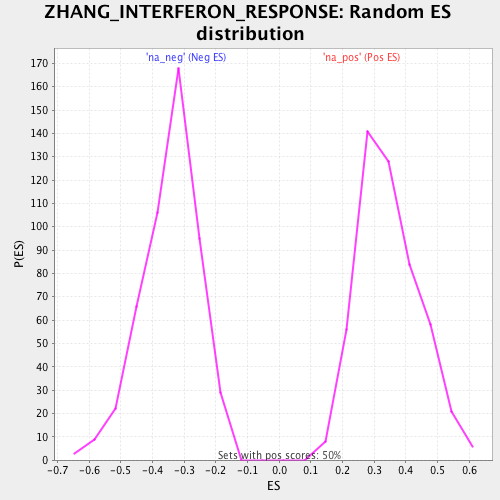 ZHANG_INTERFERON_RESPONSE: Random ES
distribution
'na_neg' (Neg ES) 'na_pos' (Pos ES)
170
160
150
140
130
120
110
100
90
80
70
60
50
40
30
20
10
0
P(ES)
Sets with pos scores: 50%
-0.7 -0.6 -0.5 -0.4 -0.3 -0.2 -0.1 0.0 0.1 0.2 0.3 0.4 0.5 0.6
ES